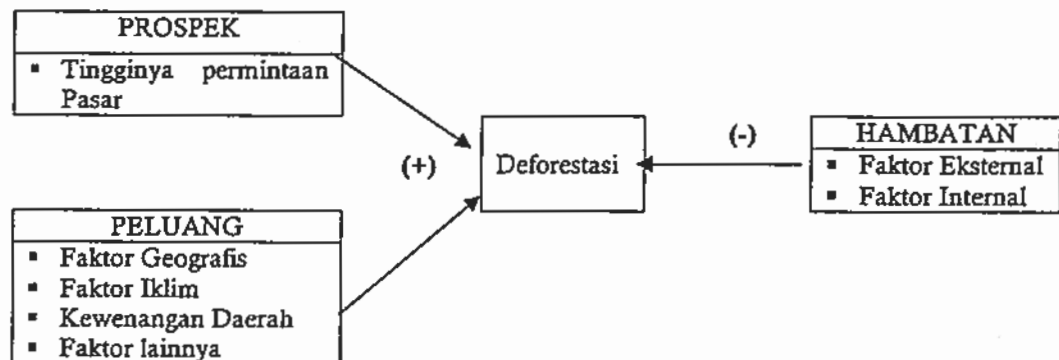 PROSPEK
▪ Tingginya permintaan
Pasar
(+)
Deforestasi
(-)
HAMBATAN
▪ Faktor Eksternal
▪ Faktor Internal
PELUANG
▪ Faktor Geografis
▪ Faktor Iklim
▪ Kewenangan Daerah
▪ Faktor lainnya